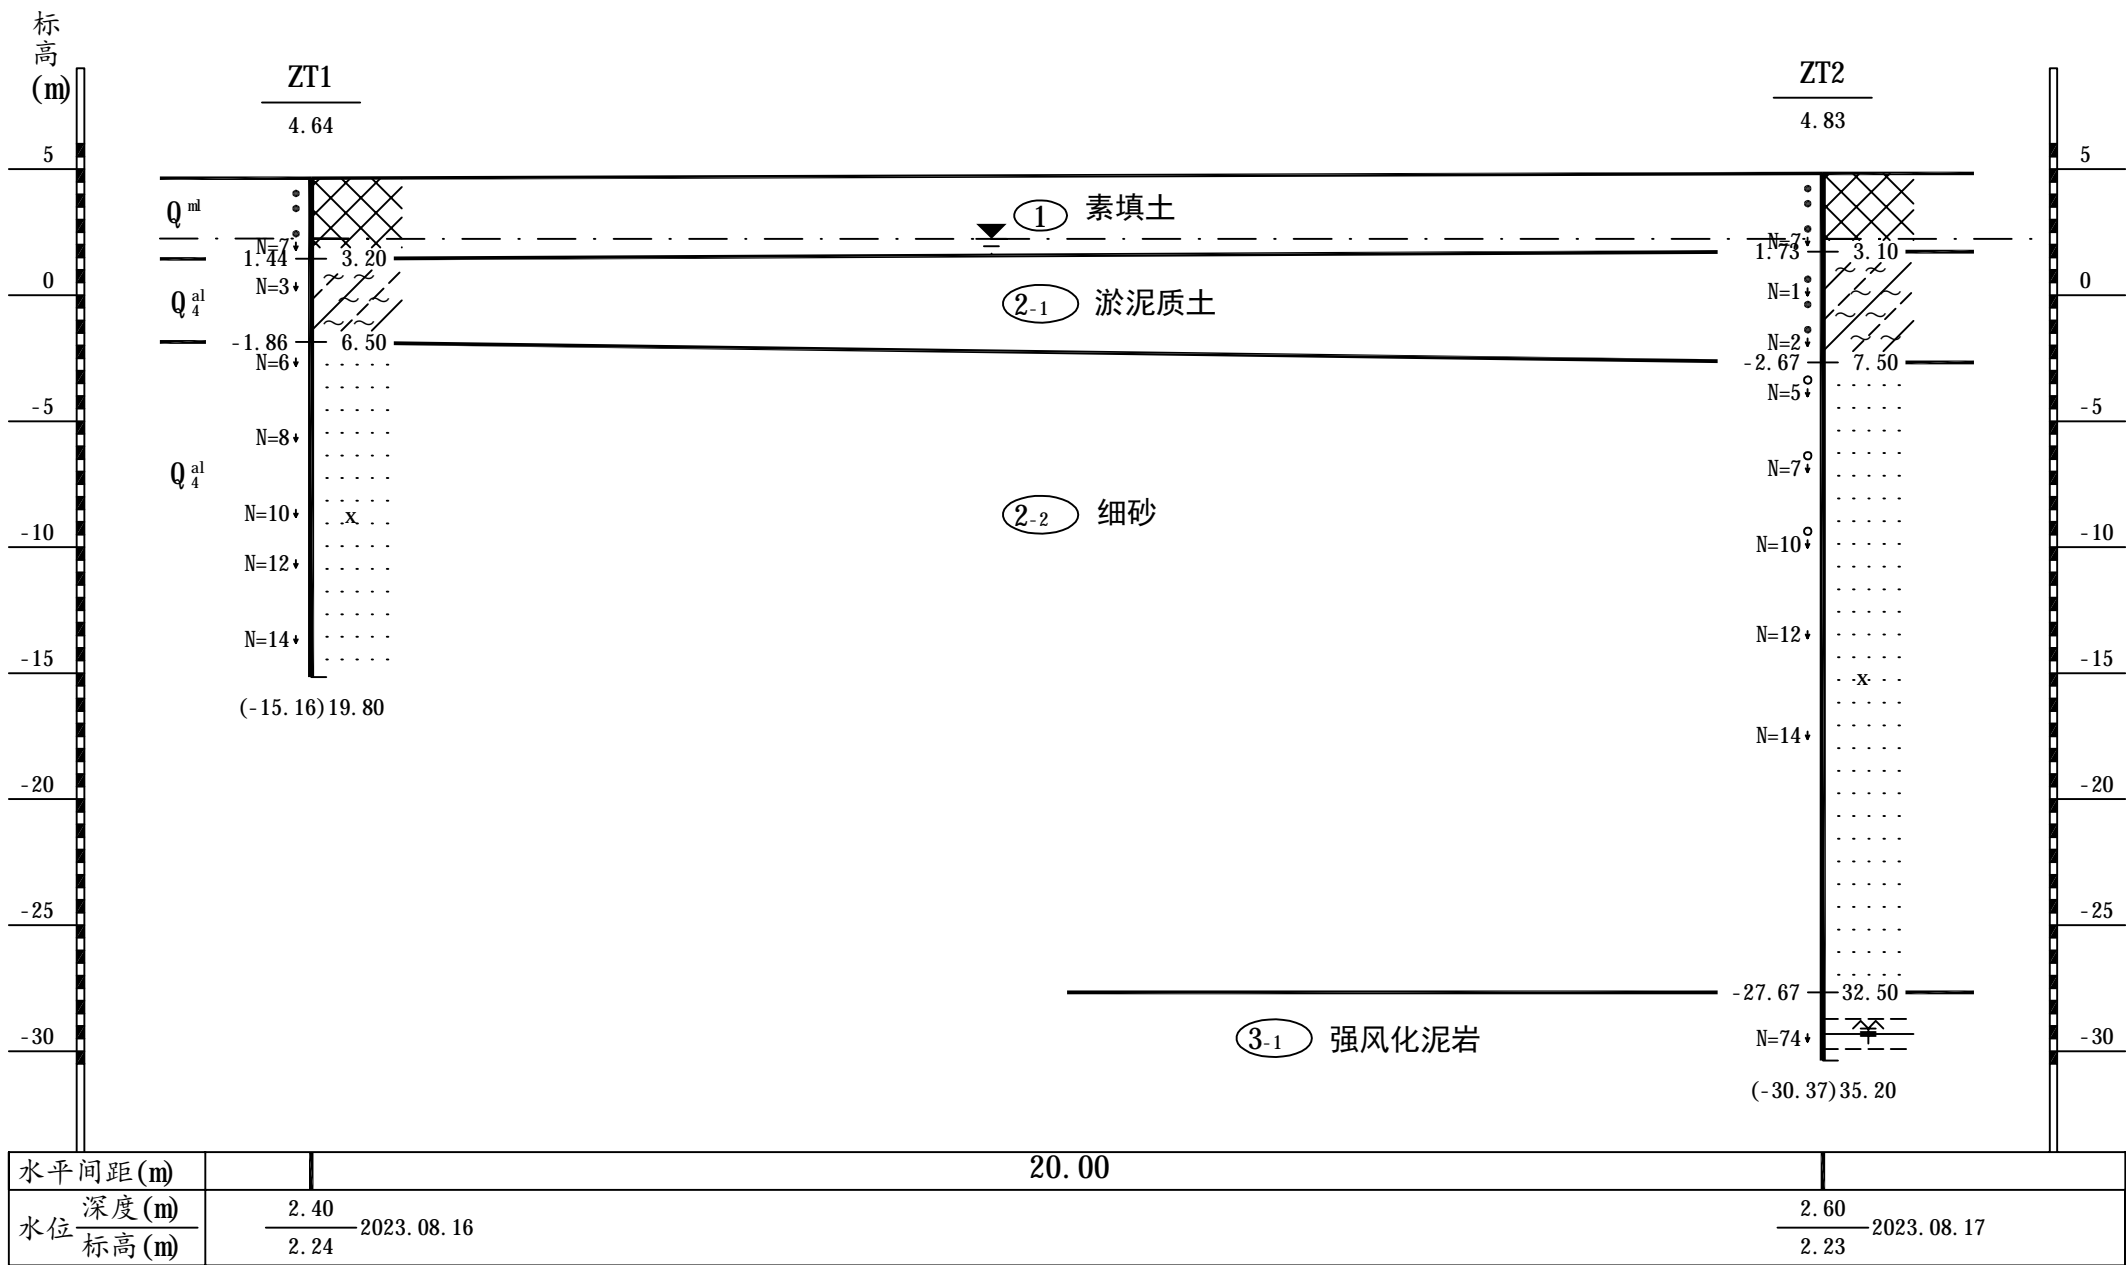 标
高
(m)
ZT1
4.64
ZT2
4.83
5
5
Q ml
① 素填土
N=7
N=7
1.44 3.20
1.73 3.10
0
0
N=3
N=1
Q al 4
2-1 淤泥质土
N=2
-1.86 6.50
-2.67 7.50
N=6
N=5
-5
-5
N=8
N=7
Q al 4
N=10
x
2-2 细砂
-10
-10
N=10
N=12
N=14
N=12
-15
-15
x
(-15.16)19.80
N=14
-20
-20
-25
-25
-27.67 32.50
-30
-30
3-1 强风化泥岩
N=74
(-30.37)35.20
水平间距(m) 20.00
水位 深度(m) 标高(m)
2.40
2.24
2023.08.16
2.60
2.23
2023.08.17